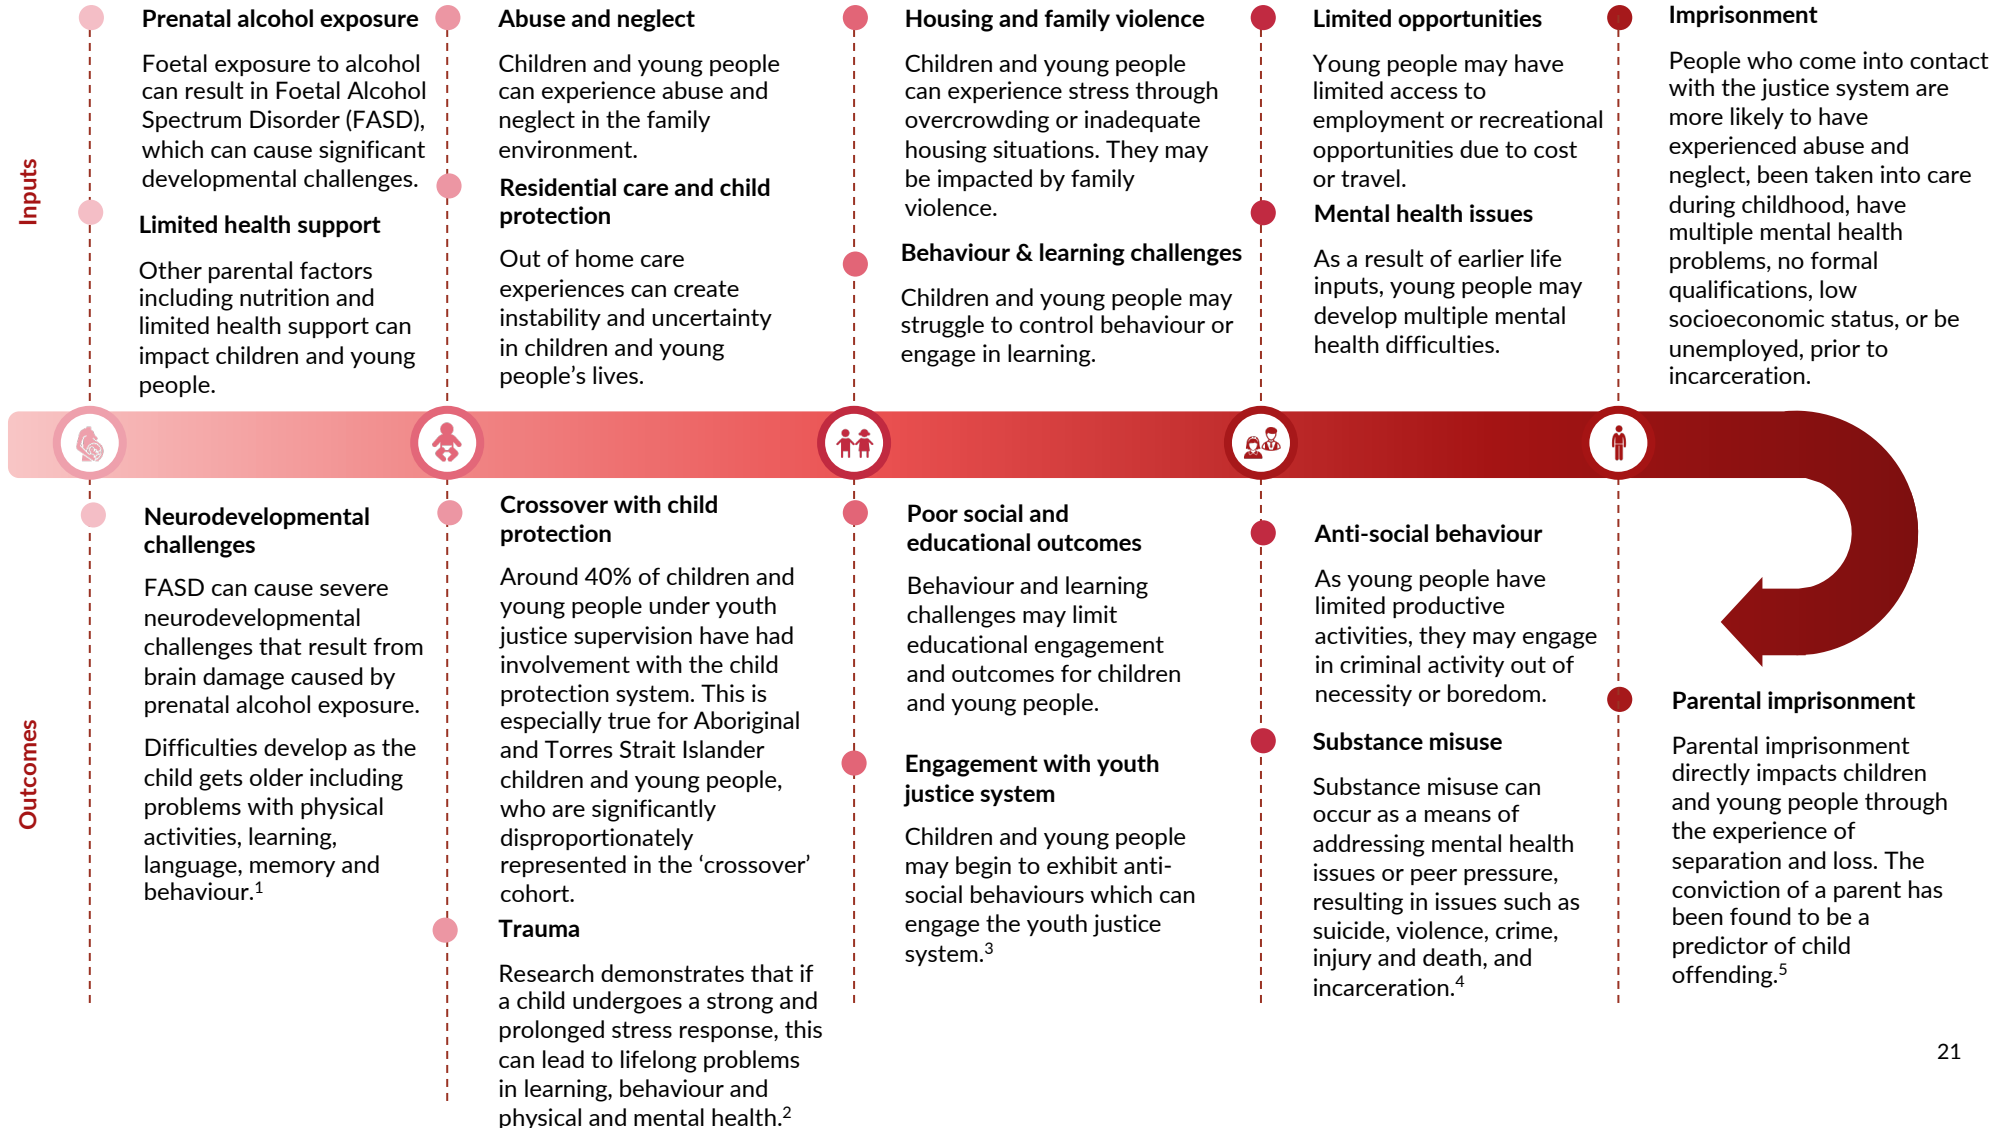 Inputs
Prenatal alcohol exposure
Foetal exposure to alcohol
can result in Foetal Alcohol
Spectrum Disorder (FASD),
which can cause significant
developmental challenges.
Limited health support
Other parental factors
including nutrition and
limited health support can
impact children and young
people.
Abuse and neglect
Children and young people
can experience abuse and
neglect in the family
environment.
Residential care and child
protection
Out of home care
experiences can create
instability and uncertainty
in children and young
people’s lives.
Housing and family violence
Children and young people
can experience stress through
overcrowding or inadequate
housing situations. They may
be impacted by family
violence.
Behaviour & learning challenges
Children and young people may
struggle to control behaviour or
engage in learning.
Limited opportunities
Young people may have
limited access to
employment or recreational
opportunities due to cost
or travel.
Mental health issues
As a result of earlier life
inputs, young people may
develop multiple mental
health difficulties.
Imprisonment
People who come into contact
with the justice system are
more likely to have
experienced abuse and
neglect, been taken into care
during childhood, have
multiple mental health
problems, no formal
qualifications, low
socioeconomic status, or be
unemployed, prior to
incarceration.
Outcomes
Neurodevelopmental
challenges
FASD can cause severe
neurodevelopmental
challenges that result from
brain damage caused by
prenatal alcohol exposure.
Difficulties develop as the
child gets older including
problems with physical
activities, learning,
language, memory and
behaviour.1
Crossover with child
protection
Around 40% of children and
young people under youth
justice supervision have had
involvement with the child
protection system. This is
especially true for Aboriginal
and Torres Strait Islander
children and young people,
who are significantly
disproportionately
represented in the ‘crossover’
cohort.
Trauma
Research demonstrates that if
a child undergoes a strong and
prolonged stress response, this
can lead to lifelong problems
in learning, behaviour and
physical and mental health.2
Poor social and
educational outcomes
Behaviour and learning
challenges may limit
educational engagement
and outcomes for children
and young people.
Engagement with youth
justice system
Children and young people
may begin to exhibit anti-
social behaviours which can
engage the youth justice
system.3
Anti-social behaviour
As young people have
limited productive
activities, they may engage
in criminal activity out of
necessity or boredom.
Substance misuse
Substance misuse can
occur as a means of
addressing mental health
issues or peer pressure,
resulting in issues such as
suicide, violence, crime,
injury and death, and
incarceration.4
Parental imprisonment
Parental imprisonment
directly impacts children
and young people through
the experience of
separation and loss. The
conviction of a parent has
been found to be a
predictor of child
offending.5
21